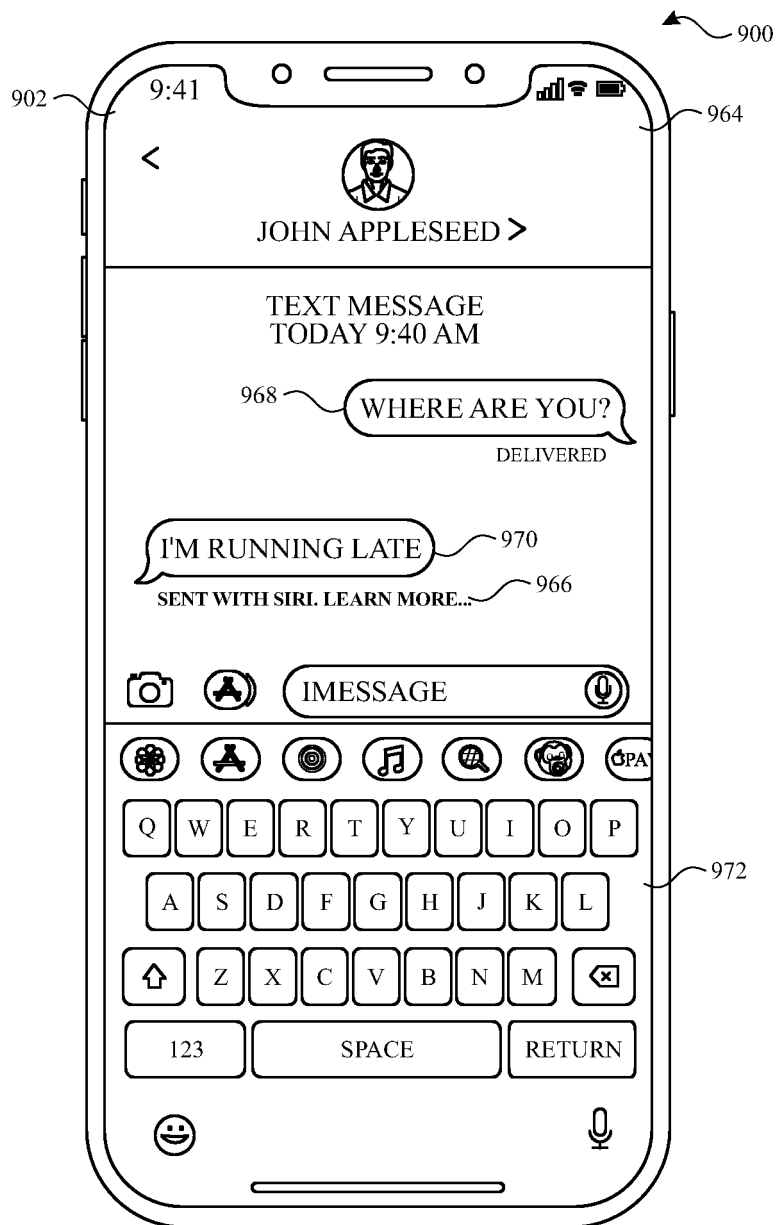 900
902
9:41
964
<
JOHN APPLESEED >
TEXT MESSAGE
TODAY 9:40 AM
968
WHERE ARE YOU?
DELIVERED
I'M RUNNING LATE
970
SENT WITH SIRI. LEARN MORE...
966
IMESSAGE
PAY
Q W E R T Y U I O P
972
A S D F G H J K L
Z X C V B N M
123 SPACE RETURN